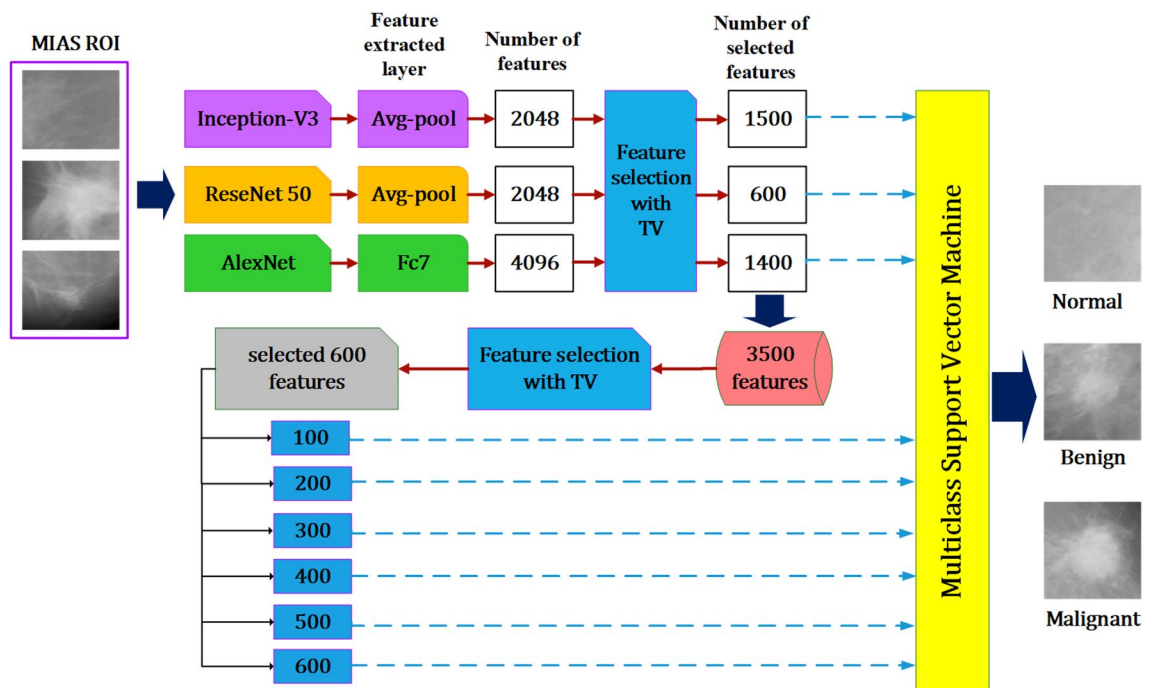 MIAS ROI
Feature
extracted
layer
Number of
features
Number of
selected
features
Inception-V3
Avg-pool
2048
1500
ReseNet 50
Avg-pool
2048
600
AlexNet
Fc7
4096
1400
Feature
selection
with
TV
3500
features
Feature selection
with TV
selected 600
features
100
200
300
400
500
600
Multiclass Support Vector Machine
Normal
Benign
Malignant